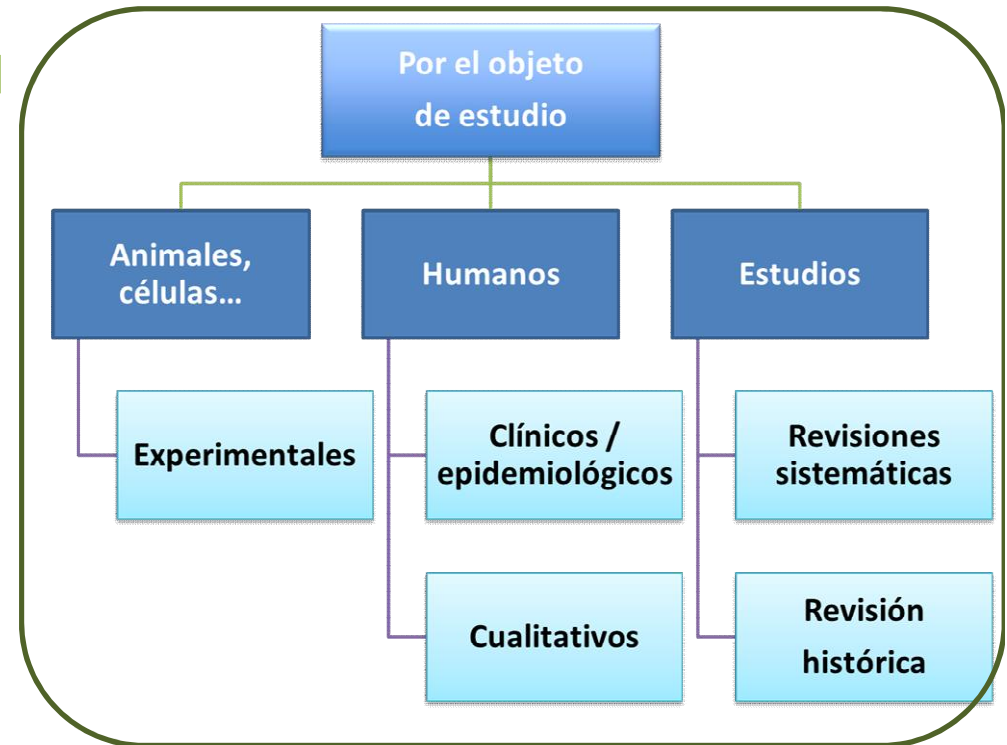 Por el objeto
de estudio
Animales,
células...
Humanos
Estudios
Experimentales
Clínicos /
epidemiológicos
Revisiones
sistemáticas
Cualitativos
Revisión
histórica